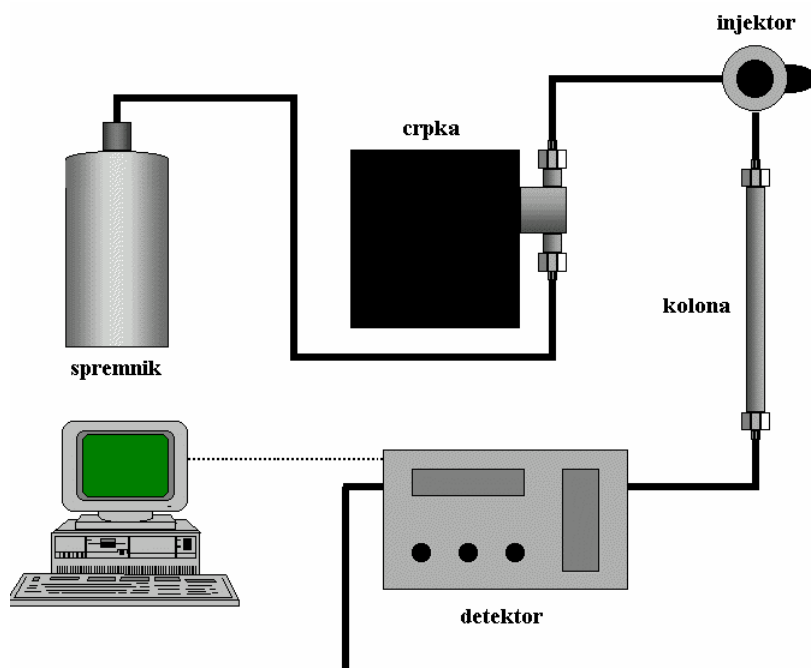 injektor
crpka
kolona
spremnik
detektor